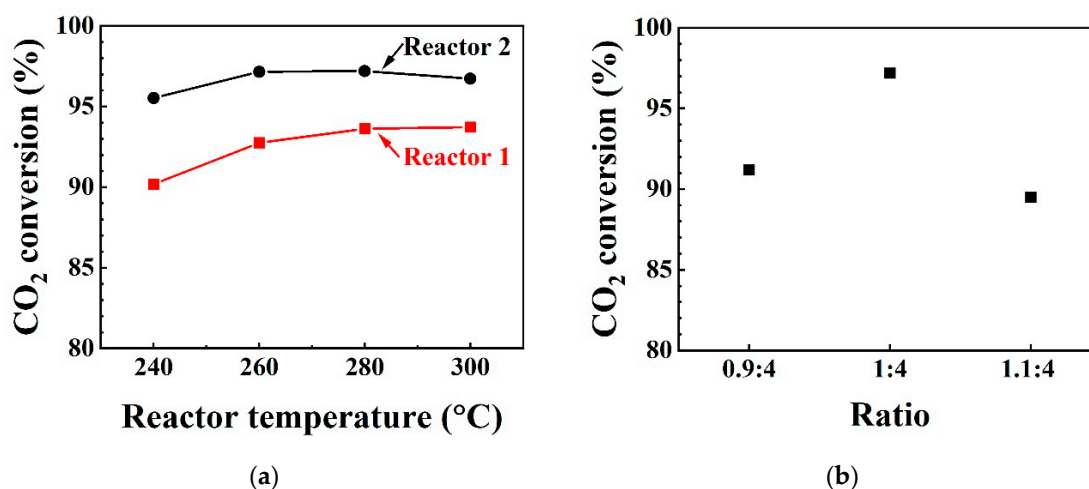 100
95
90
85
80
CO2 conversion (%)
Reactor 2
Reactor 1
240 260 280 300
Reactor temperature (°C)
(a)
100
95
90
85
80
CO2 conversion (%)
0.9:4 1:4 1.1:4
Ratio
(b)